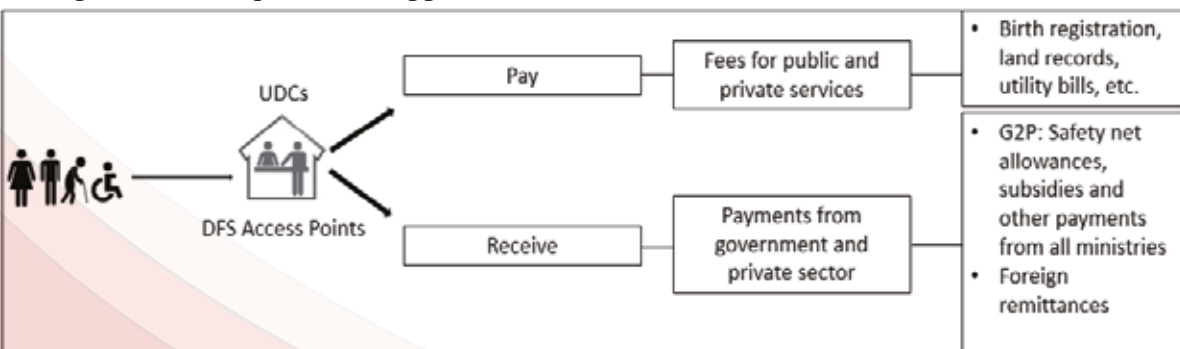 UDCs
DFS Access Points
Pay
Fees for public and
private services
• Birth registration,
land records,
utility bills, etc.
Receive
Payments from
government and
private sector
• G2P: Safety net
allowances,
subsidies and
other payments
from all ministries
• Foreign
remittances